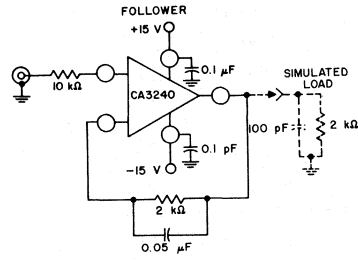 FOLLOWER
+15 V
0.1 µF
SIMULATED
LOAD
10 kΩ
CA3240
100 pF
2 kΩ
0.1 pF
-15 V
2 kΩ
0.05 µF